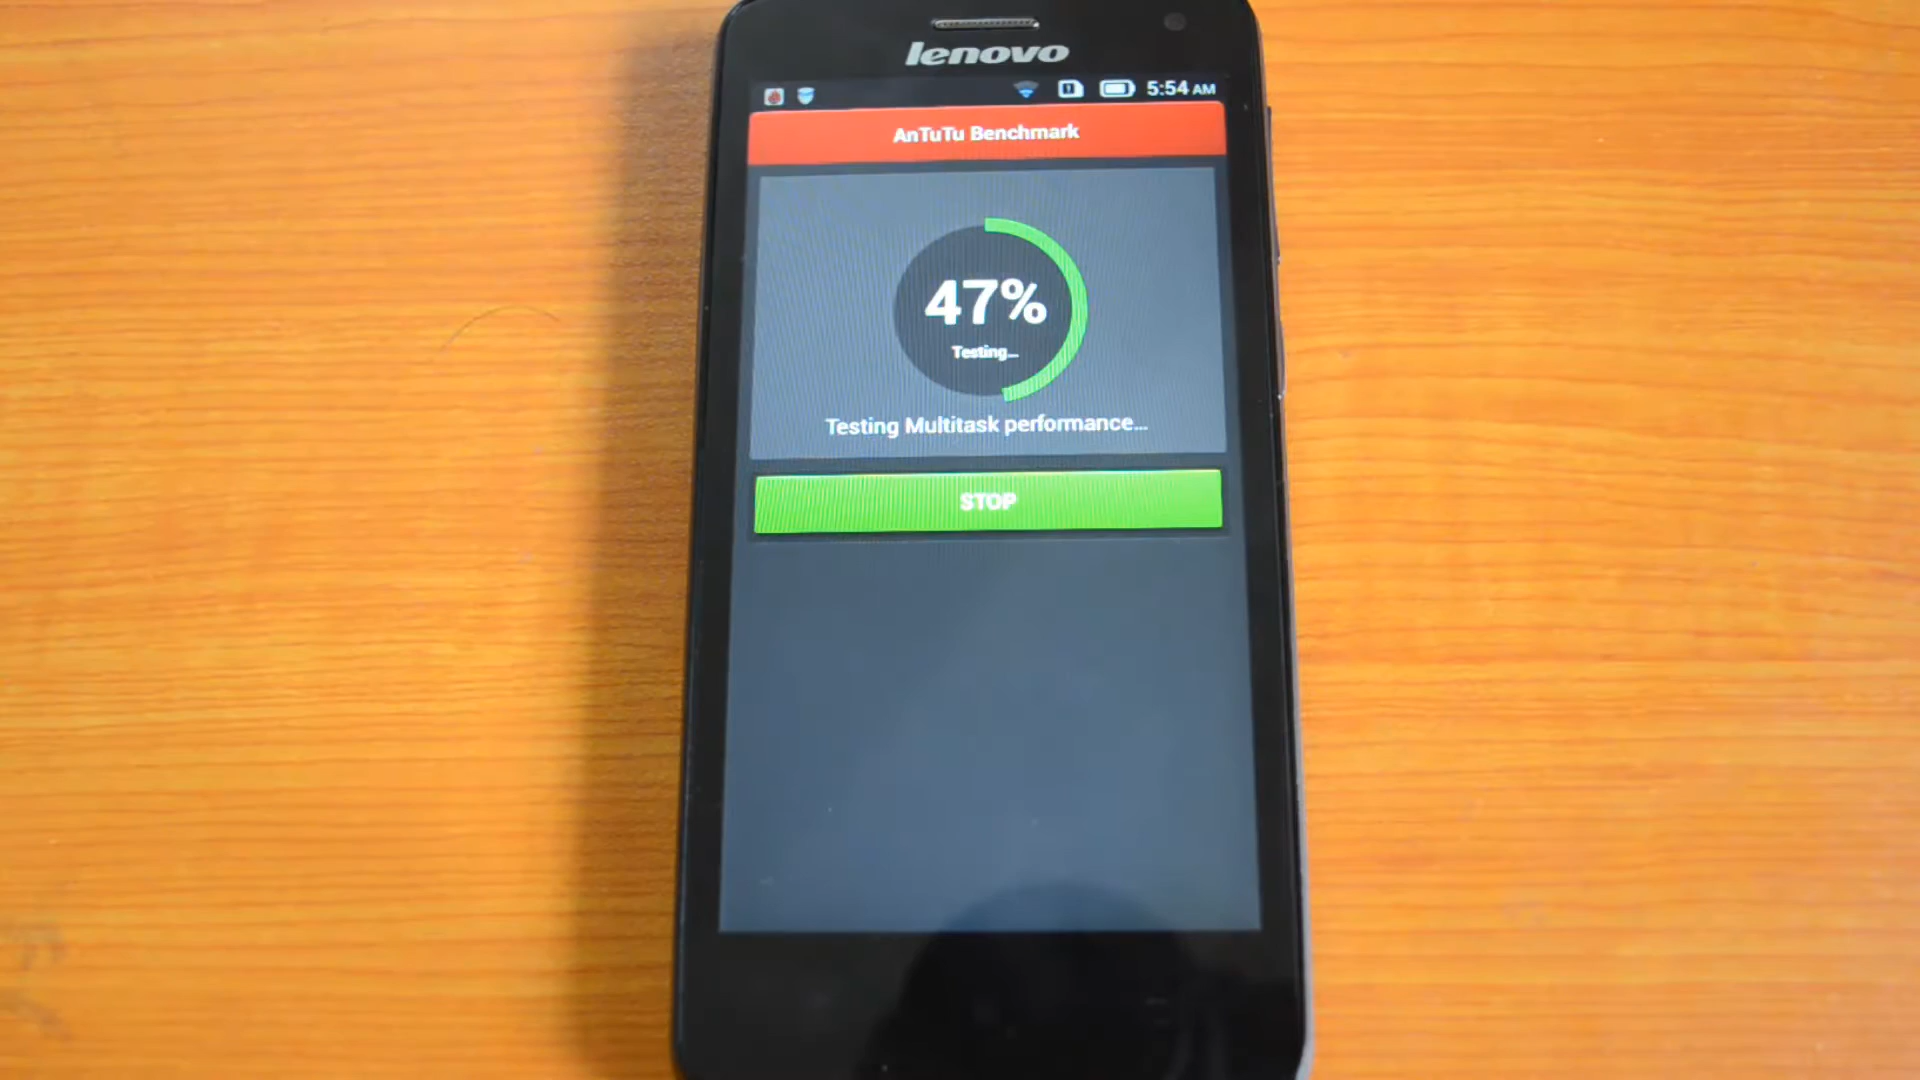 lenovo
5:54 AM
AnTuTu Benchmark
47%
Testing...
Testing Multitask performance...
STOP